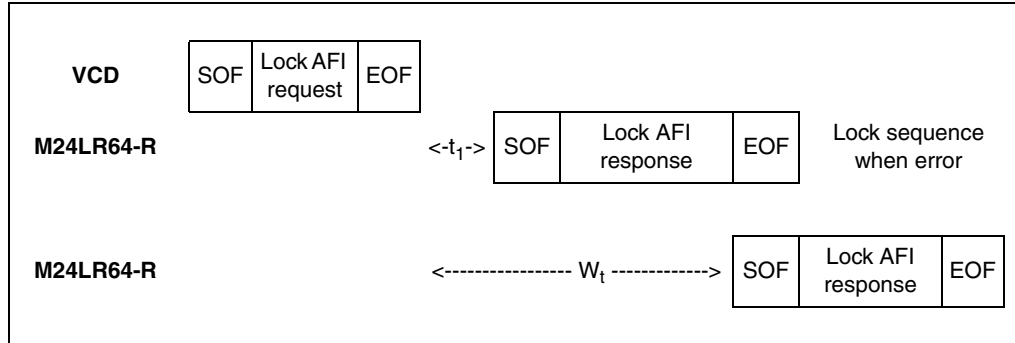 VCD SOF Lock AFI request EOF
M24LR64-R <-t1-> SOF Lock AFI response EOF Lock sequence when error
M24LR64-R <----------------- Wt -------------> SOF Lock AFI response EOF